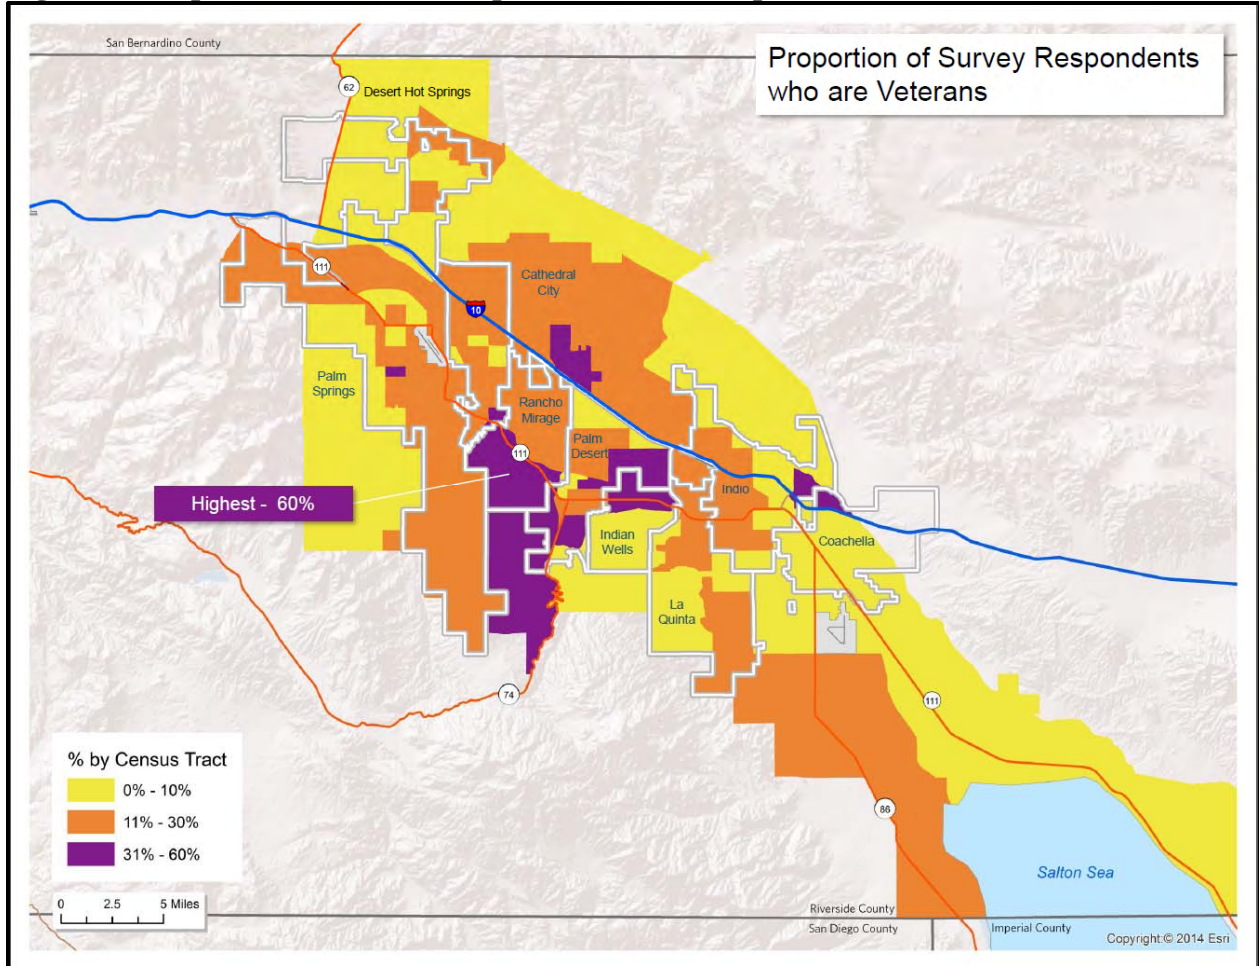 San Bernardino County
Proportion of Survey Respondents
who are Veterans
62
Desert Hot Springs
111
Cathedral
City
10
Palm
Springs
Rancho
Mirage
111
Palm
Desert
Highest - 60%
Indio
Indian
Wells
Coachella
La
Quinta
74
111
% by Census Tract
0% - 10%
11% - 30%
31% - 60%
86
Salton Sea
0 2.5 5 Miles
Riverside County
San Diego County
Imperial County
Copyright:© 2014 Esri